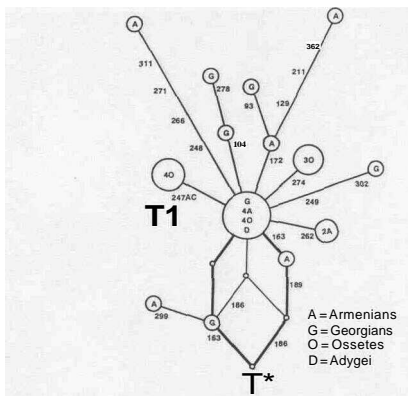 A
A
362
311
G
211
278
G
271
93
129
266
G
104
A
248
172
3O
4O
274
G
302
247AC
G
249
4A
T1
4O
163
262
2A
D
A
189
186
A
299
G
163
186
T*
A = Armenians
G = Georgians
O = Ossetes
D = Adygei